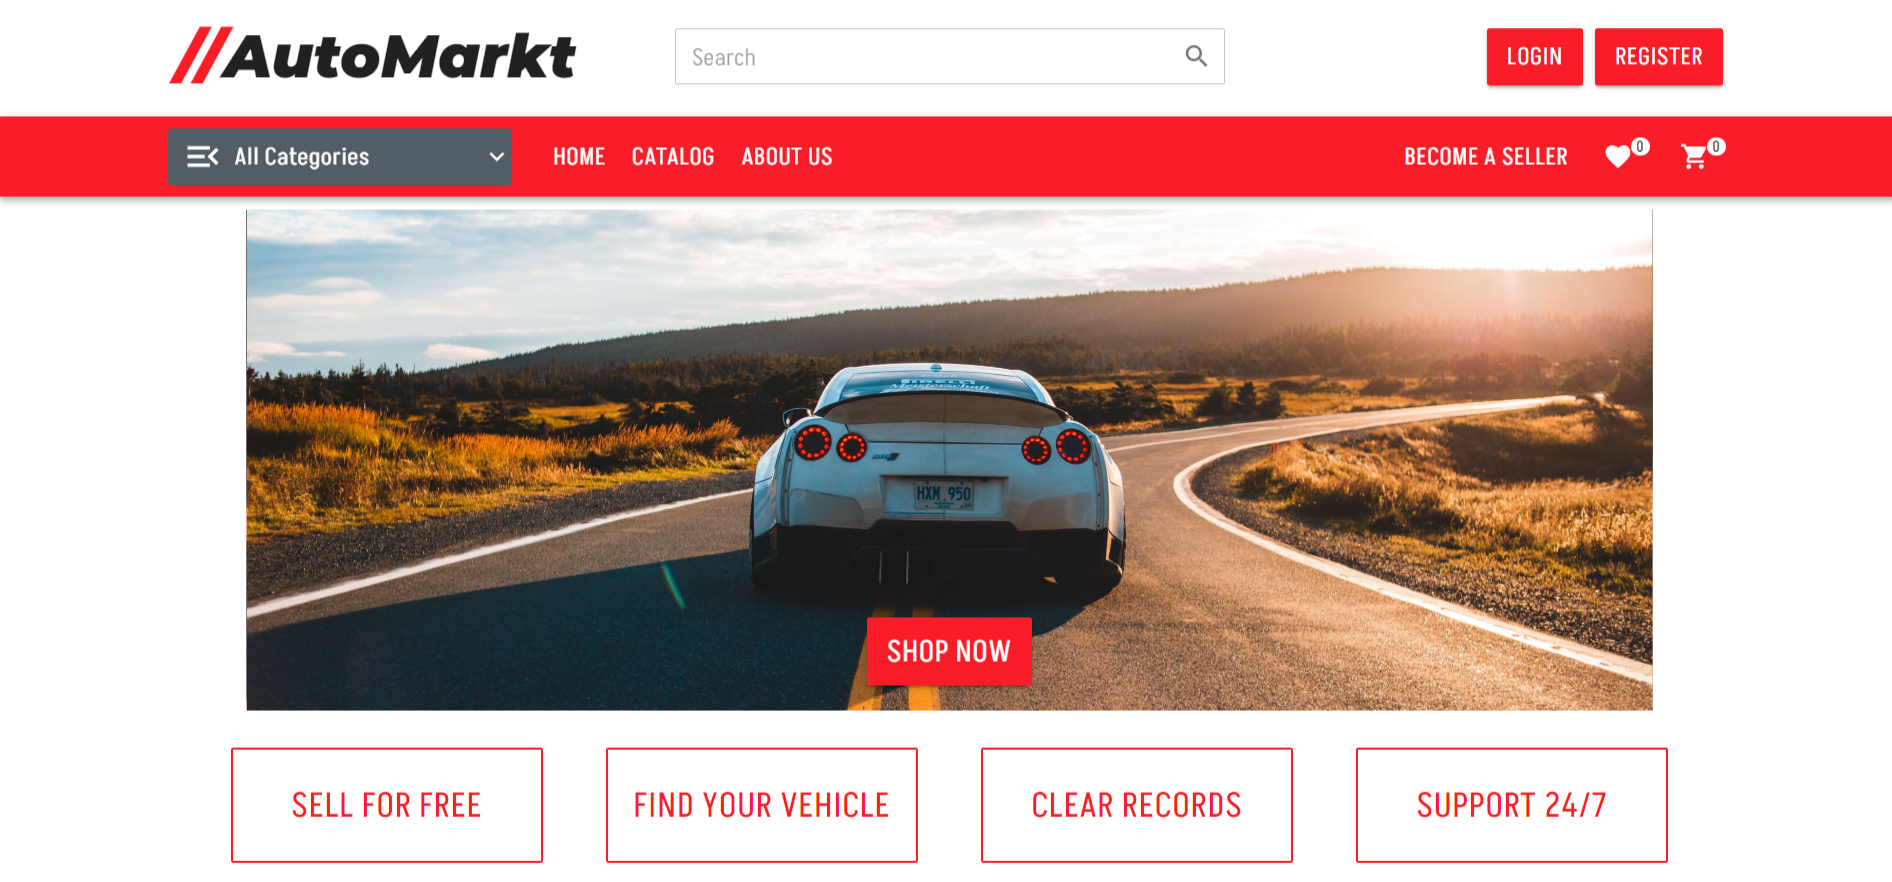 //AutoMarkt
Search
LOGIN
REGISTER
All Categories
HOME
CATALOG
ABOUT US
BECOME A SELLER
0
0
HXM 950
SHOP NOW
SELL FOR FREE
FIND YOUR VEHICLE
CLEAR RECORDS
SUPPORT 24/7